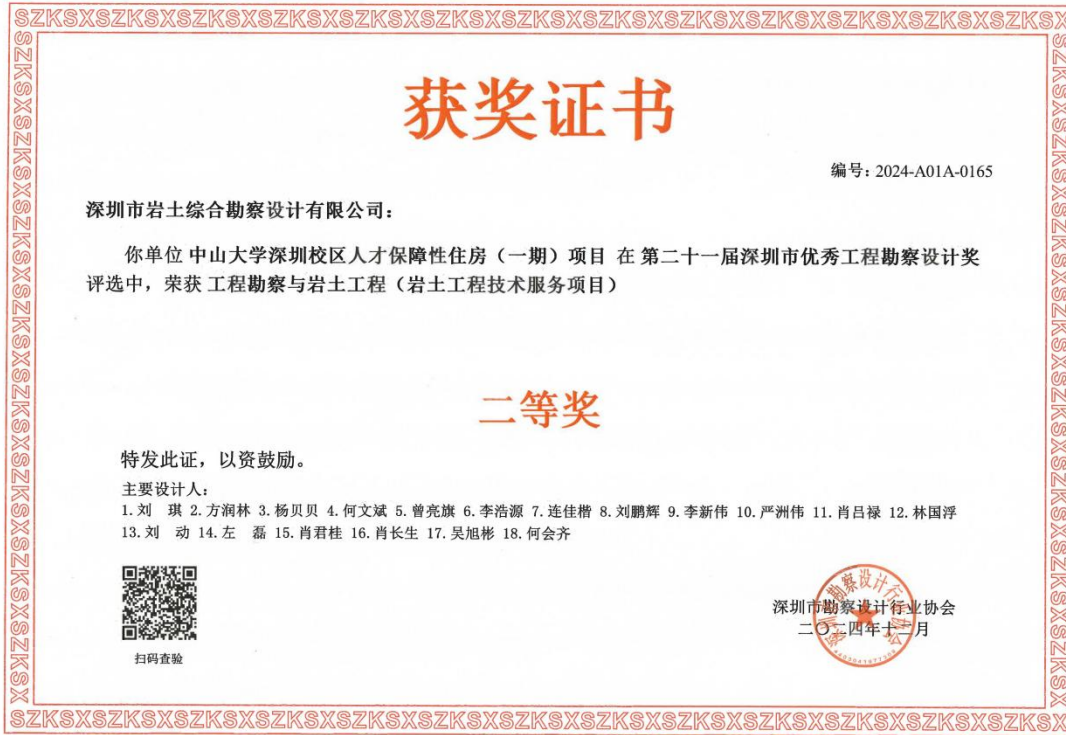 SZKSXSZKSXSZKSXSZKSXSZKSXSZKSXSZKSXSZKSXSZKSXSZKSX
获奖证书
编号: 2024-A01A-0165
深圳市岩土综合勘察设计有限公司:
你单位 中山大学深圳校区人才保障性住房（一期）项目 在 第二十一届深圳市优秀工程勘察设计奖
评选中，荣获 工程勘察与岩土工程（岩土工程技术服务项目）
二等奖
特发此证，以资鼓励。
主要设计人:
1.刘 琪 2.方润林 3.杨贝贝 4.何文斌 5.曾亮旗 6.李浩源 7.连佳楷 8.刘鹏辉 9.李新伟 10.严洲伟 11.肖吕禄 12.林国浮
13.刘 动 14.左 磊 15.肖君桂 16.肖长生 17.吴旭彬 18.何会齐
扫码查验
深圳市勘察设计行业协会
二〇二四年十二月